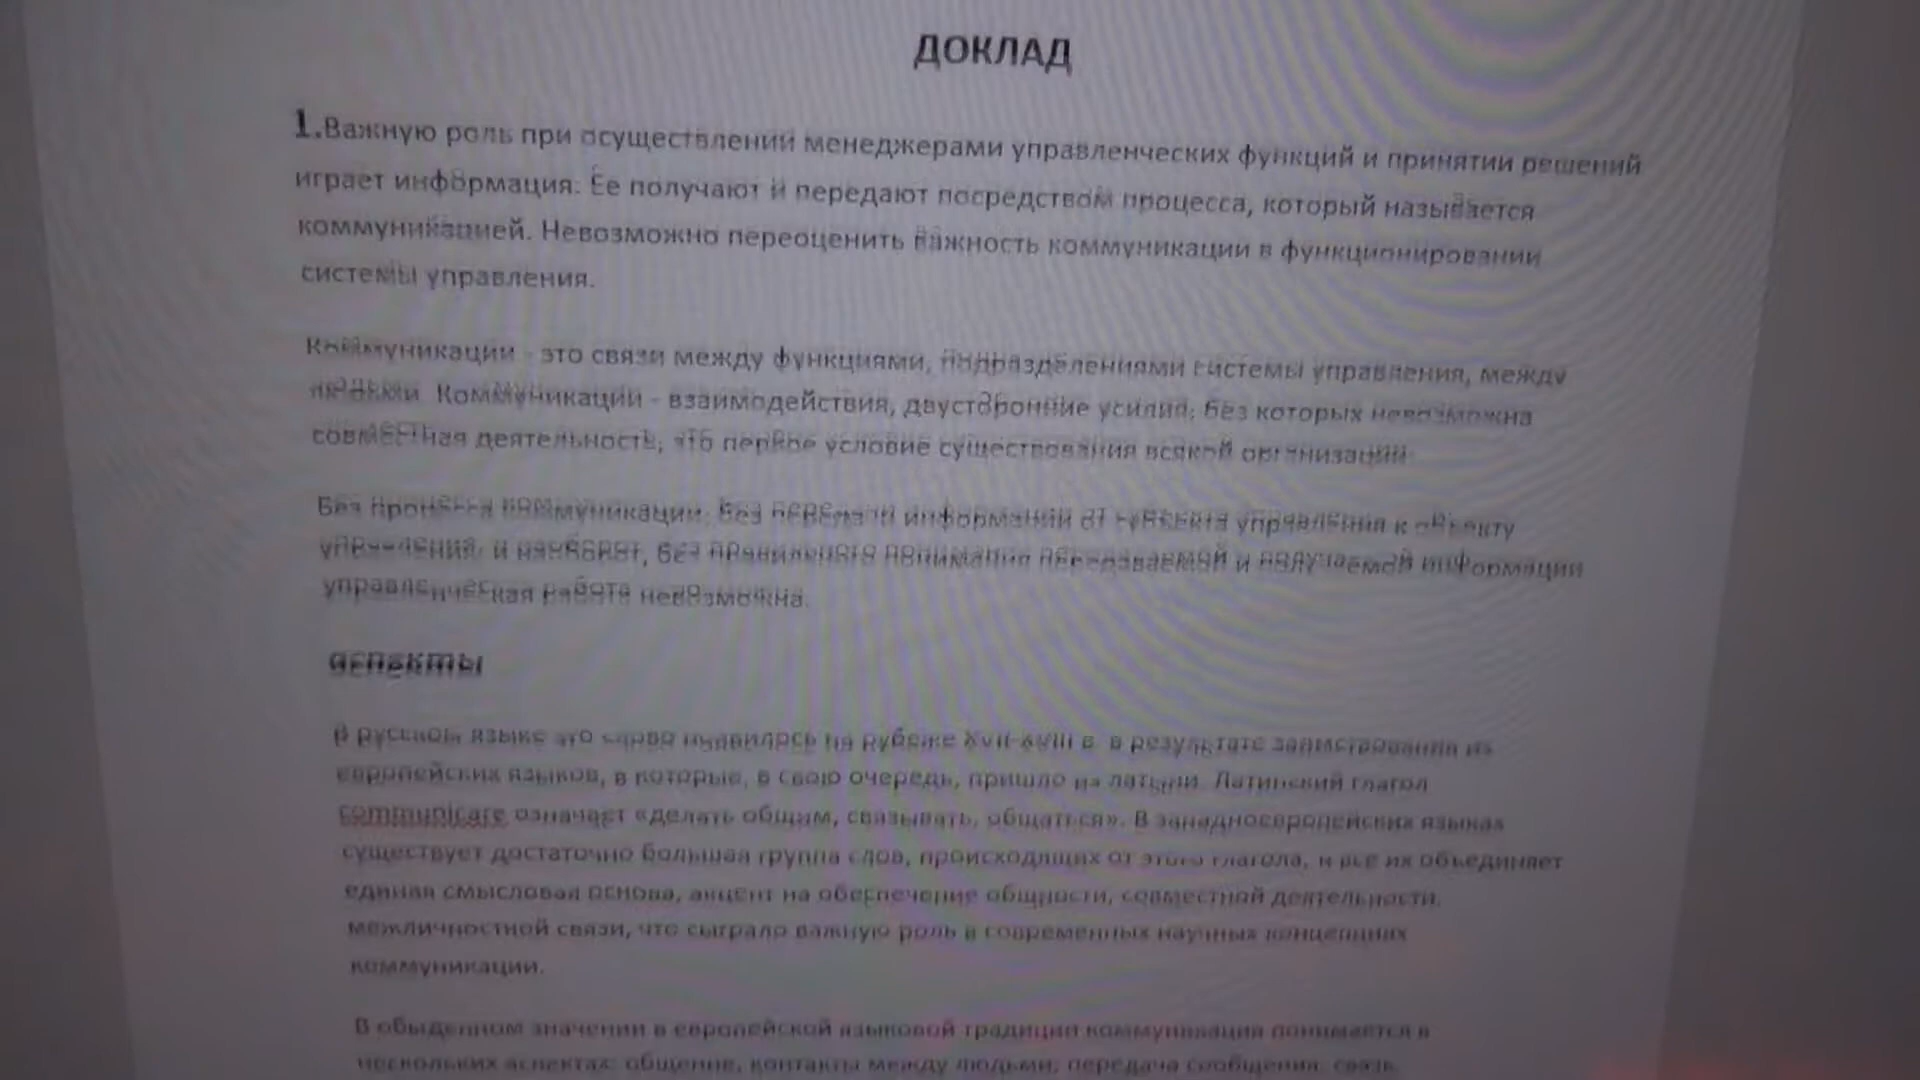 ДОКЛАД
1.Важную роль при осуществлении менеджерами управленческих функций и принятии решений
играет информация. Ее получают и передают посредством процесса, который называется
коммуникацией. Невозможно переоценить важность коммуникации в функционировании
системы управления.
Коммуникации - это связи между функциями, подразделениями системы управления, между
людьми. Коммуникации - взаимодействия, двусторонние усилия, без которых невозможна
совместная деятельность, это первое условие существования всякой организации.
Без процесса коммуникации, без передачи информации от субъекта управления к объекту
управления, и наоборот, без правильного понимания передаваемой и получаемой информации
управленческая работа невозможна.
аспекты
В русском языке это слово появилось на рубеже XVII-XVIII в. в результате заимствования из
европейских языков, в которые, в свою очередь, пришло из латыни. Латинский глагол
communicare означает «делать общим, связывать, общаться». В западноевропейских языках
существует достаточно большая группа слов, происходящих от этого глагола, и все их объединяет
единая смысловая основа, акцент на обеспечение общности, совместной деятельности,
межличностной связи, что сыграло важную роль в современных научных концепциях
коммуникации.
В обыденном значении в европейской языковой традиции коммуникация понимается в
нескольких аспектах: общение, контакты между людьми; передача сообщения, связь,